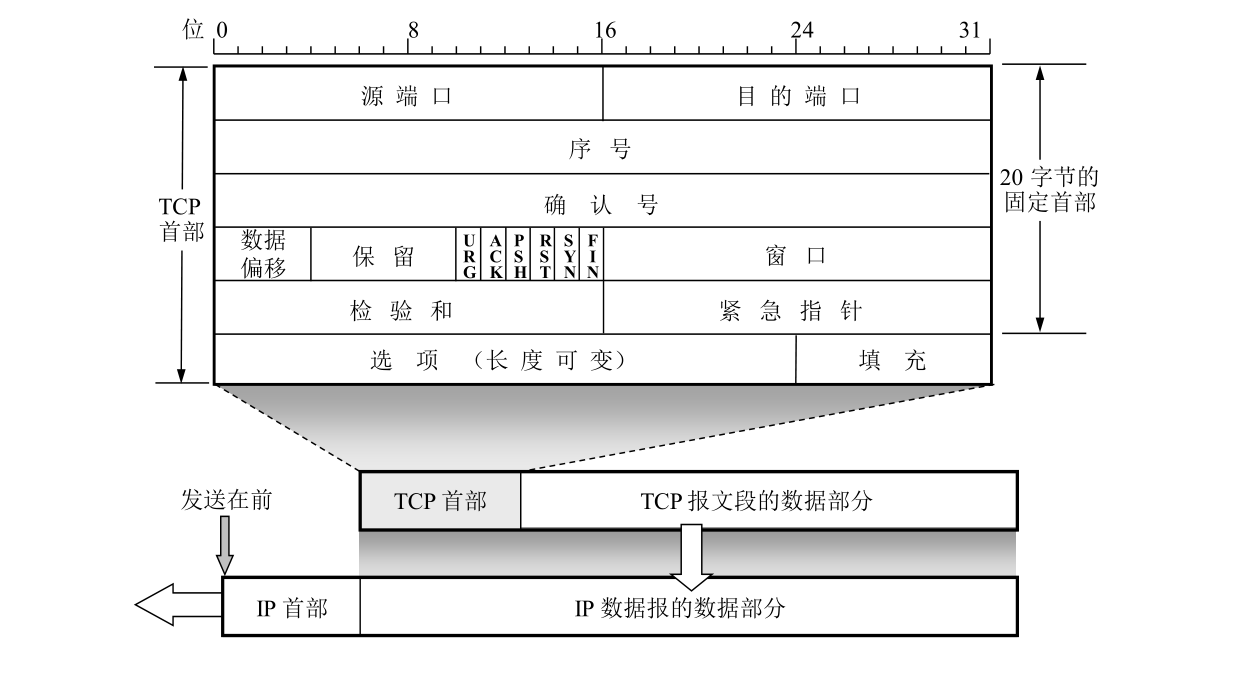 位 0 8 16 24 31
源端口 目的端口
序号
确认号
TCP
首部
20 字节的
固定首部
数据
偏移
保留
URG
ACK
PSH
RST
SYN
FIN
窗口
检验和 紧急指针
选项（长度可变） 填充
发送在前
TCP 首部 TCP 报文段的数据部分
IP 首部 IP 数据报的数据部分